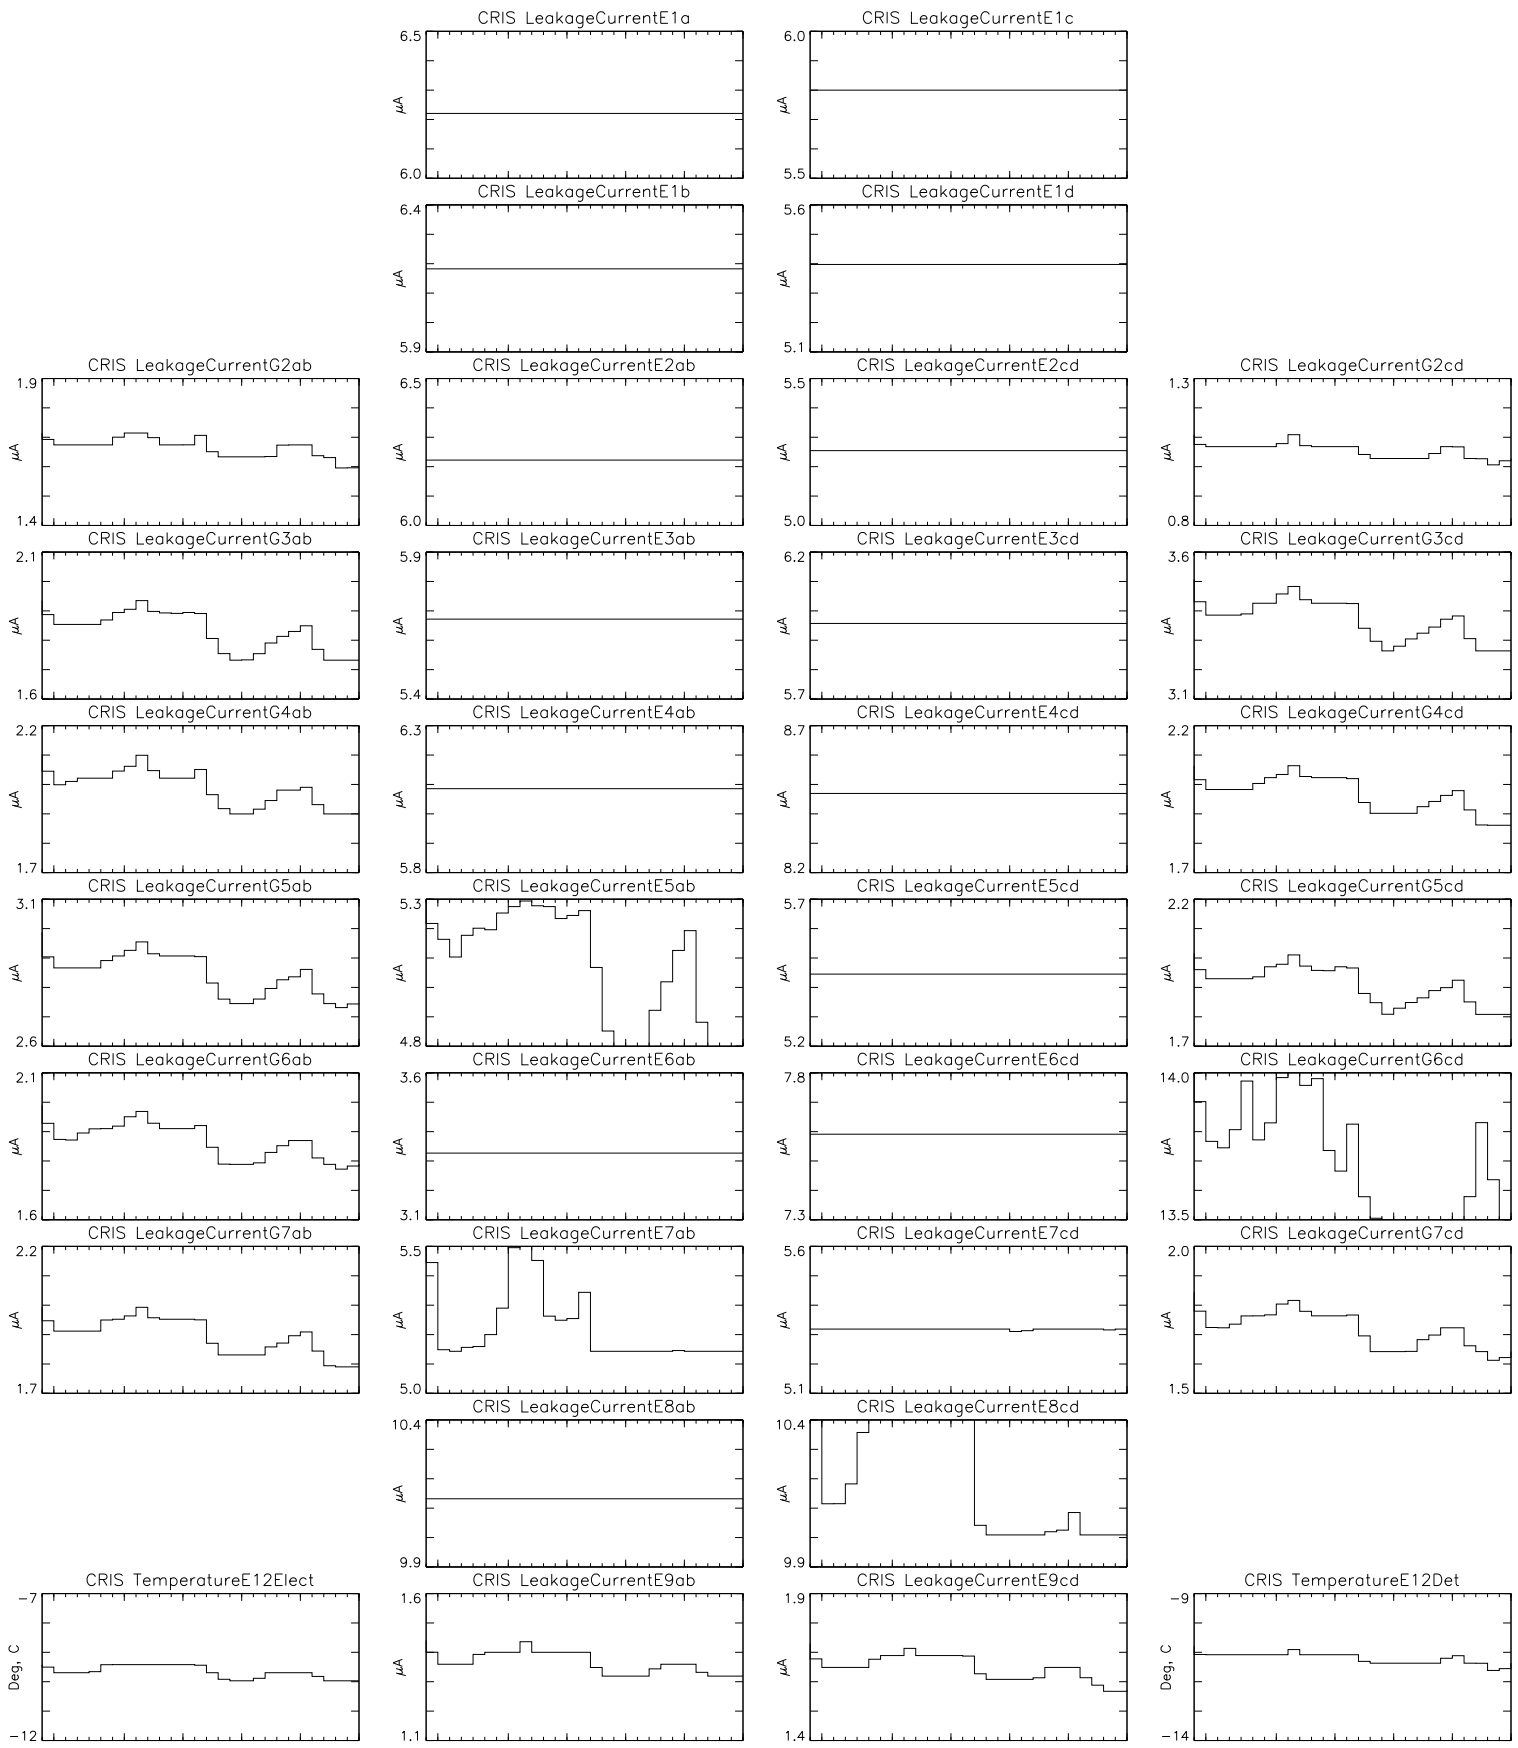 CRIS LeakageCurrentE1a
CRIS LeakageCurrentE1c
6.5
μA
6.0
6.0
μA
5.5
CRIS LeakageCurrentE1b
CRIS LeakageCurrentE1d
6.4
μA
5.9
5.6
μA
5.1
CRIS LeakageCurrentG2ab
CRIS LeakageCurrentE2ab
CRIS LeakageCurrentE2cd
CRIS LeakageCurrentG2cd
1.9
μA
1.4
6.5
μA
6.0
5.5
μA
5.0
1.3
μA
0.8
CRIS LeakageCurrentG3ab
CRIS LeakageCurrentE3ab
CRIS LeakageCurrentE3cd
CRIS LeakageCurrentG3cd
2.1
μA
1.6
5.9
μA
5.4
6.2
μA
5.7
3.6
μA
3.1
CRIS LeakageCurrentG4ab
CRIS LeakageCurrentE4ab
CRIS LeakageCurrentE4cd
CRIS LeakageCurrentG4cd
2.2
μA
1.7
6.3
μA
5.8
8.7
μA
8.2
2.2
μA
1.7
CRIS LeakageCurrentG5ab
CRIS LeakageCurrentE5ab
CRIS LeakageCurrentE5cd
CRIS LeakageCurrentG5cd
3.1
μA
2.6
5.3
μA
4.8
5.7
μA
5.2
2.2
μA
1.7
CRIS LeakageCurrentG6ab
CRIS LeakageCurrentE6ab
CRIS LeakageCurrentE6cd
CRIS LeakageCurrentG6cd
2.1
μA
1.6
3.6
μA
3.1
7.8
μA
7.3
14.0
μA
13.5
CRIS LeakageCurrentG7ab
CRIS LeakageCurrentE7ab
CRIS LeakageCurrentE7cd
CRIS LeakageCurrentG7cd
2.2
μA
1.7
5.5
μA
5.0
5.6
μA
5.1
2.0
μA
1.5
CRIS LeakageCurrentE8ab
CRIS LeakageCurrentE8cd
10.4
μA
9.9
10.4
μA
9.9
CRIS TemperatureE12Elect
CRIS LeakageCurrentE9ab
CRIS LeakageCurrentE9cd
CRIS TemperatureE12Det
-7
Deg, C
-12
1.6
μA
1.1
1.9
μA
1.4
-9
Deg, C
-14